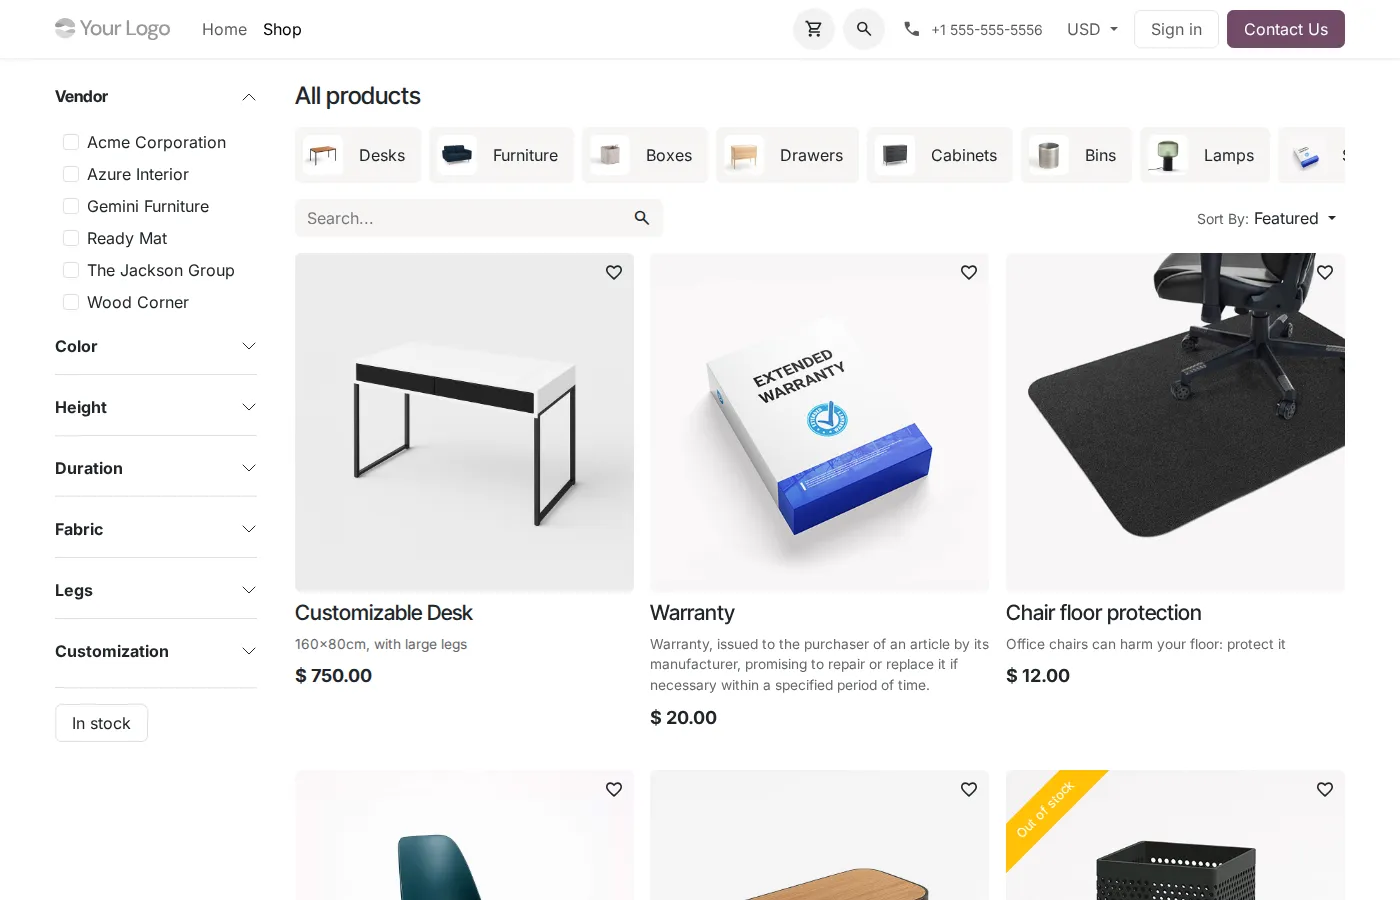 Your Logo
Home
Shop
+1 555-555-5556
USD
Sign in
Contact Us
Vendor
Acme Corporation
Azure Interior
Gemini Furniture
Ready Mat
The Jackson Group
Wood Corner
Color
Height
Duration
Fabric
Legs
Customization
In stock
All products
Desks
Furniture
Boxes
Drawers
Cabinets
Bins
Lamps
Search...
Sort By: Featured
EXTENDED
WARRANTY
Customizable Desk
160x80cm, with large legs
$ 750.00
Warranty
Warranty, issued to the purchaser of an article by its
manufacturer, promising to repair or replace it if
necessary within a specified period of time.
$ 20.00
Chair floor protection
Office chairs can harm your floor: protect it
$ 12.00
Out of stock